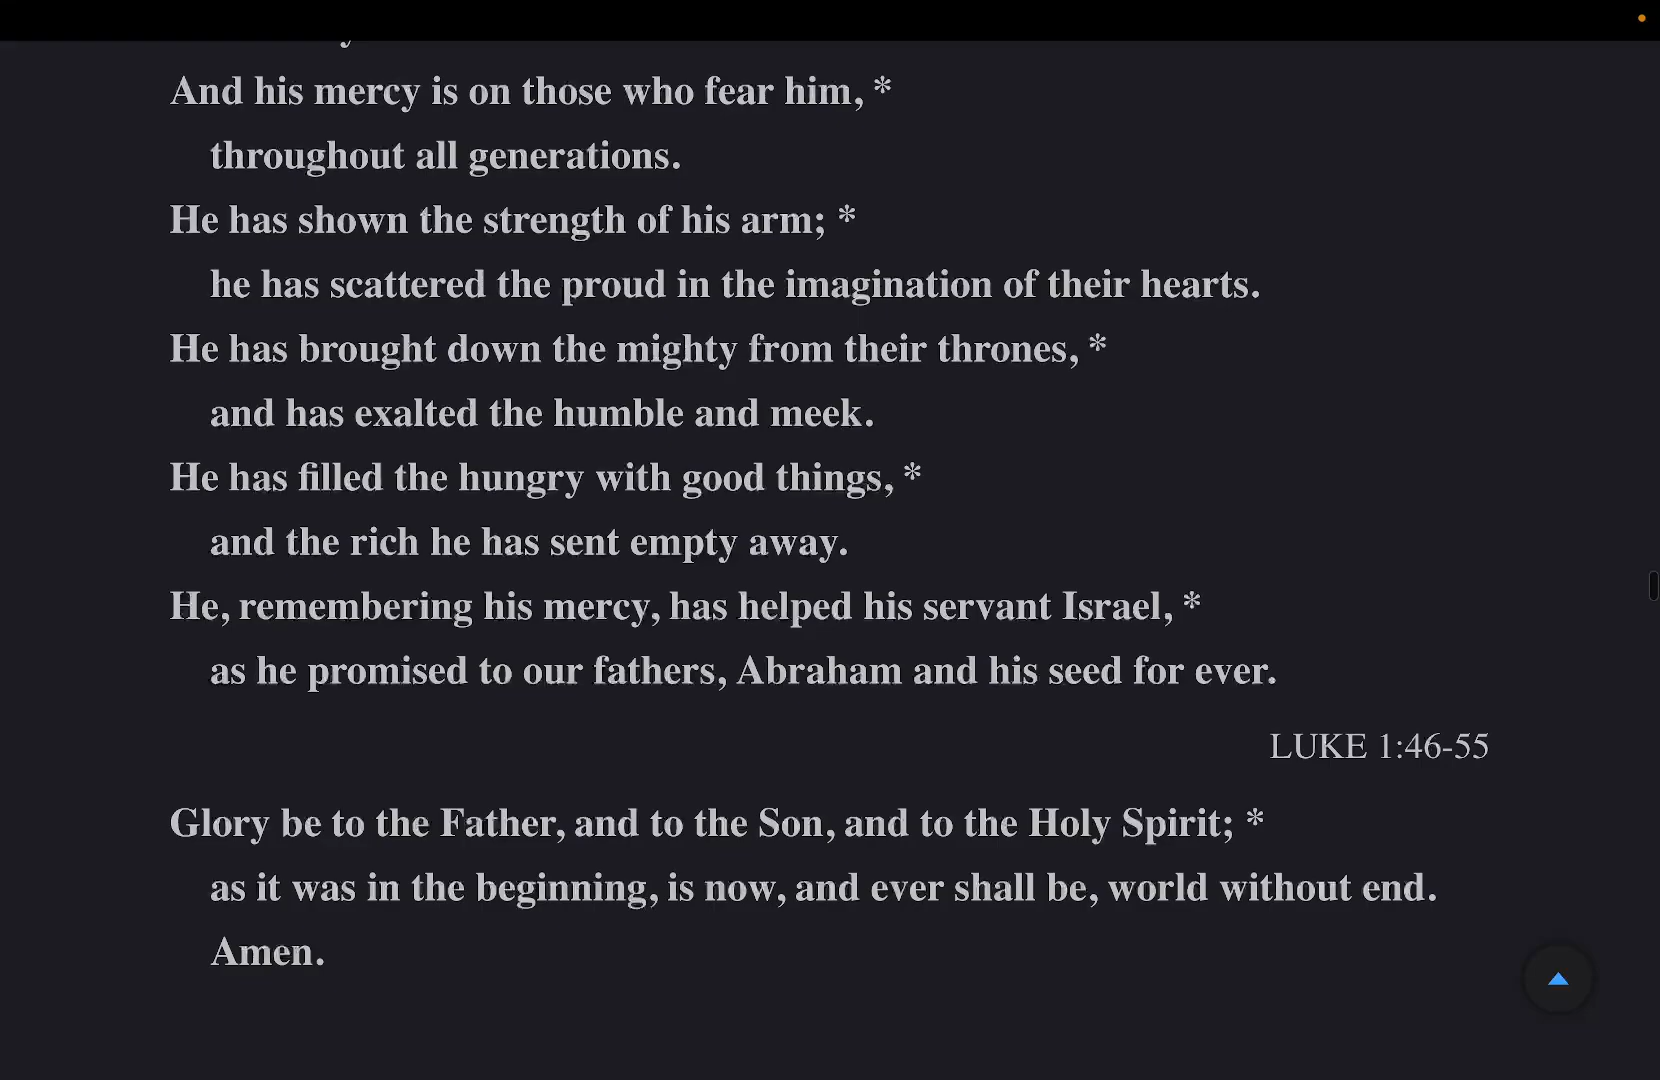 And his mercy is on those who fear him, *
throughout all generations.
He has shown the strength of his arm; *
he has scattered the proud in the imagination of their hearts.
He has brought down the mighty from their thrones, *
and has exalted the humble and meek.
He has filled the hungry with good things, *
and the rich he has sent empty away.
He, remembering his mercy, has helped his servant Israel, *
as he promised to our fathers, Abraham and his seed for ever.
LUKE 1:46-55
Glory be to the Father, and to the Son, and to the Holy Spirit; *
as it was in the beginning, is now, and ever shall be, world without end.
Amen.